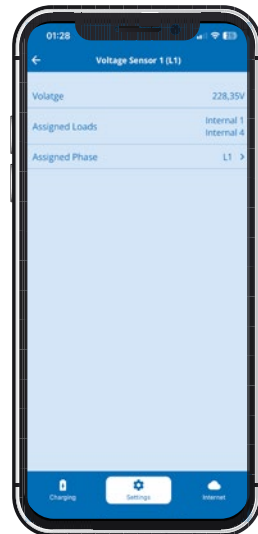 01:28
Voltage Sensor 1 (L1)
Volatge 228,35V
Assigned Loads Internal 1
Internal 4
Assigned Phase L1
Charging Settings Internet